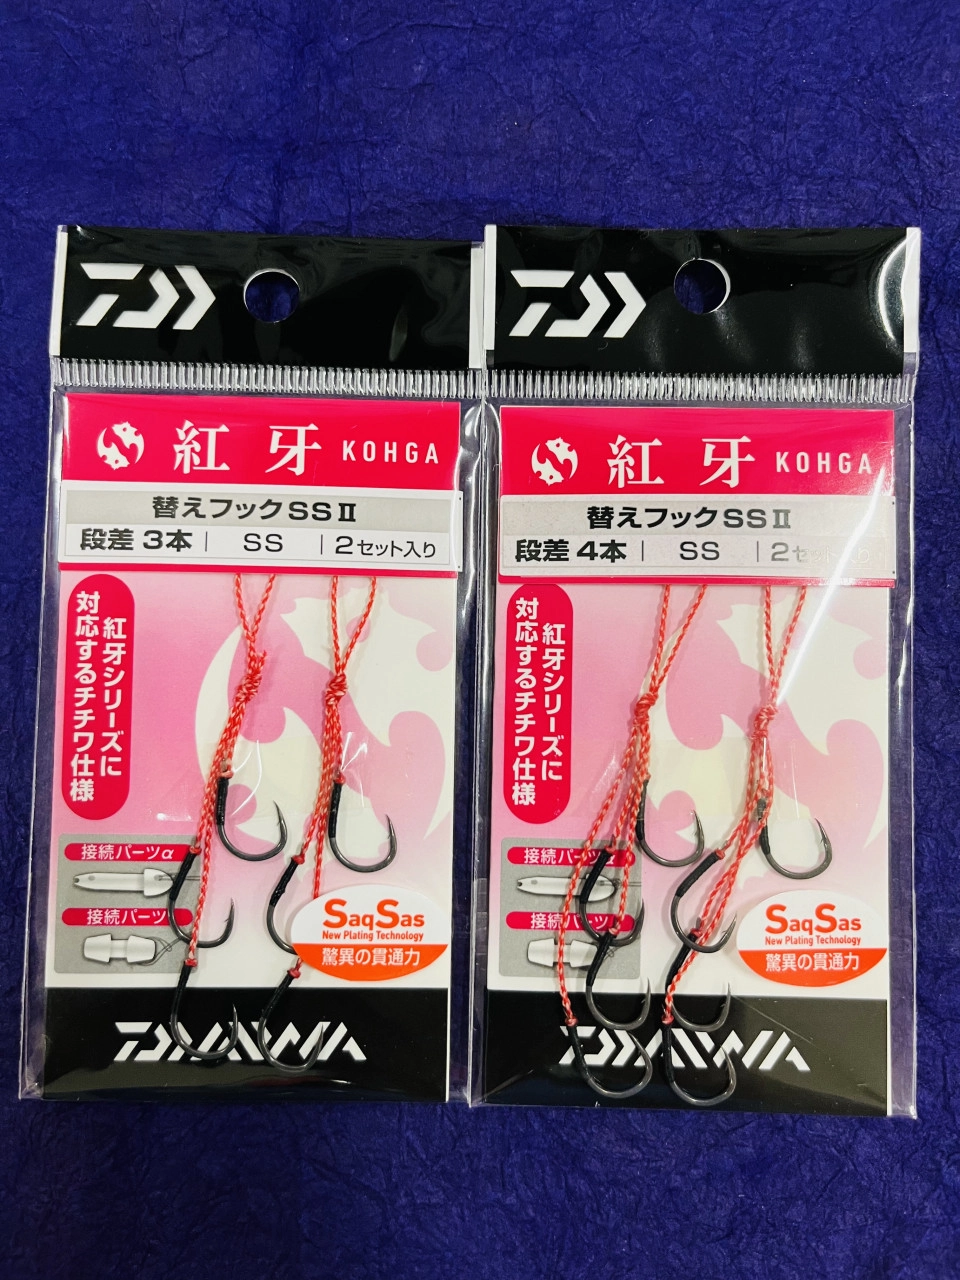 紅牙 KOHGA
替えフックSSⅡ
段差3本 SS 2セット入り
紅牙シリーズに
対応するチチワ仕様
接続パーツα
接続パーツ
SaqSas
New Plating Technology
驚異の貫通力
DAIWA
紅牙 KOHGA
替えフックSSⅡ
段差4本 SS 2セット入り
紅牙シリーズに
対応するチチワ仕様
接続パーツ
接続パーツ
SaqSas
New Plating Technology
驚異の貫通力
DAIWA